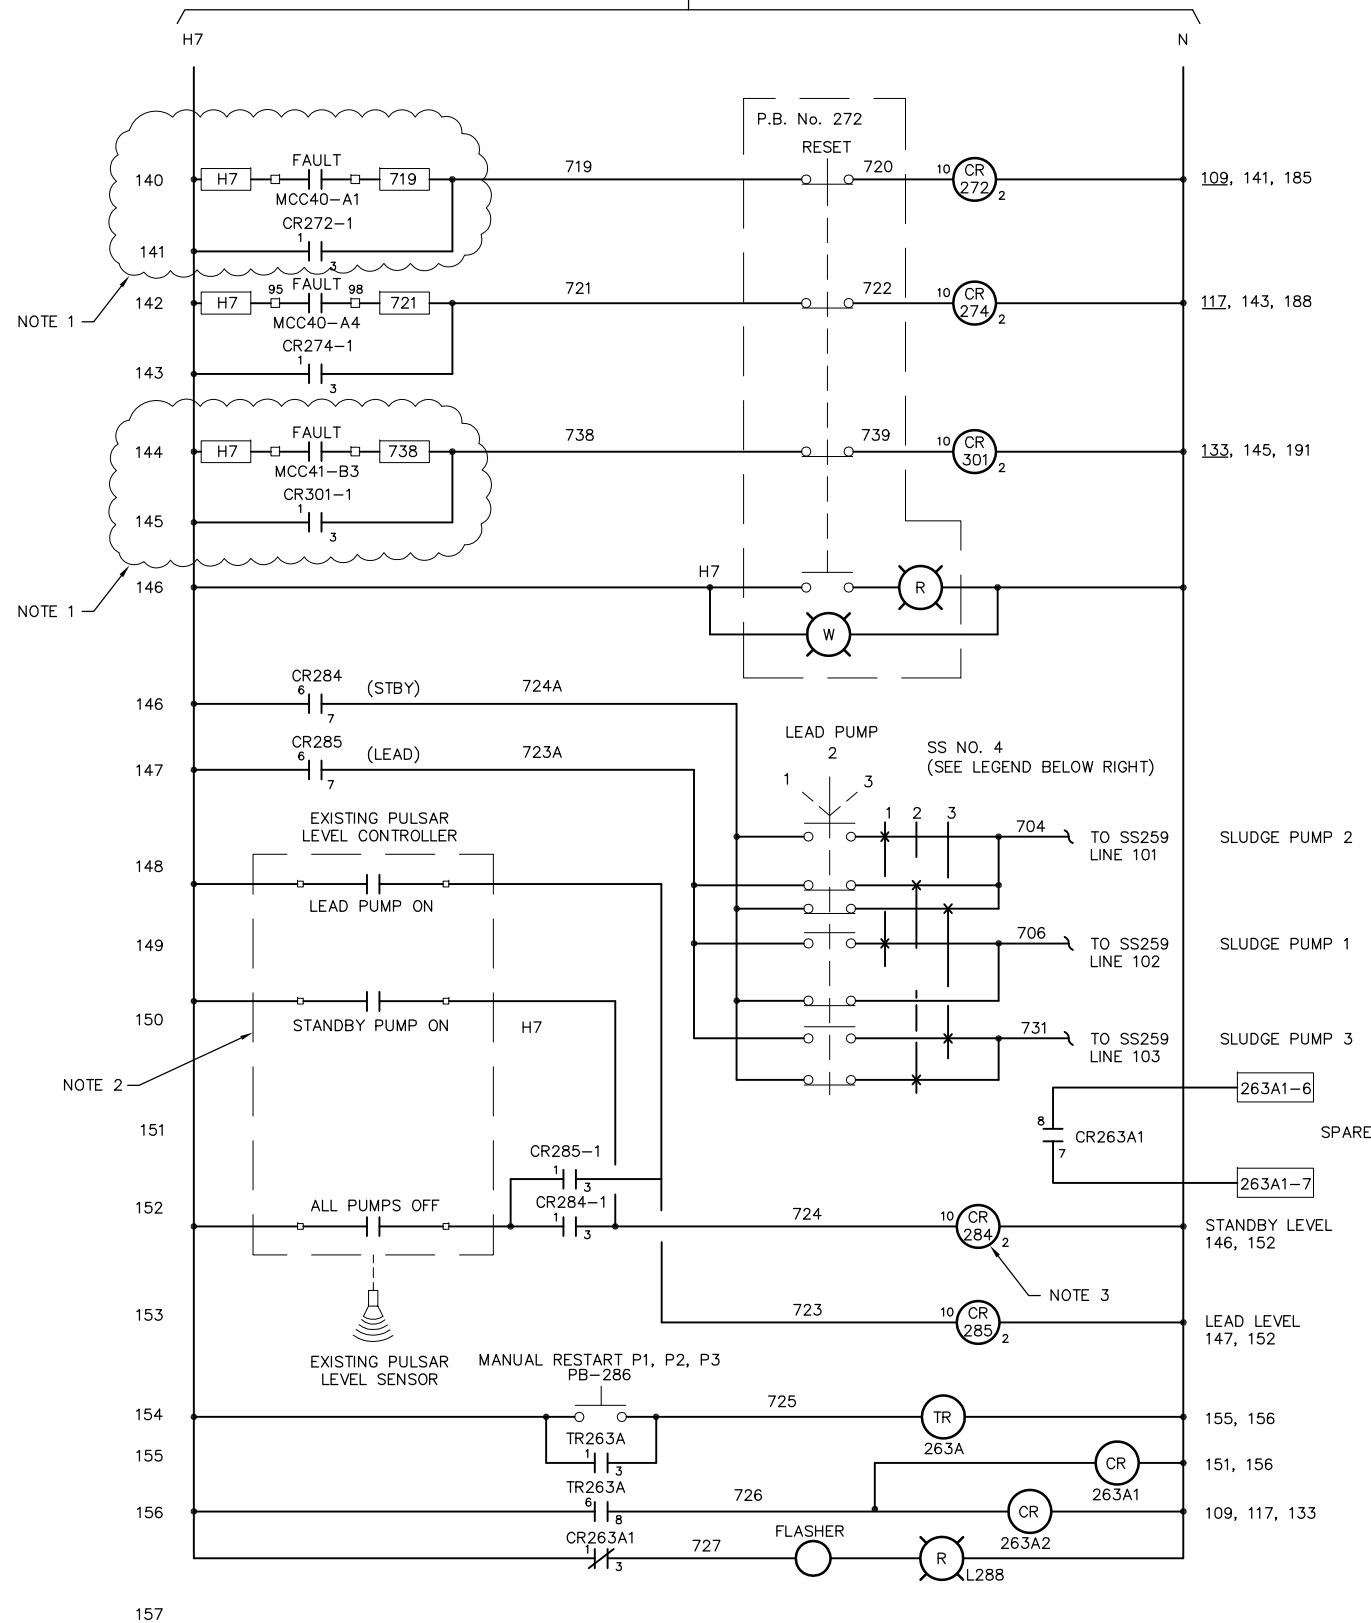 H7
N
P.B. No. 272
RESET
140
H7
FAULT
MCC40-A1
719
719
720
10
CR
272
2
109, 141, 185
141
CR272-1
1
3
142
H7
95
FAULT
98
MCC40-A4
721
721
722
10
CR
274
2
117, 143, 188
NOTE 1
143
CR274-1
1
3
144
H7
FAULT
MCC41-B3
738
738
739
10
CR
301
2
133, 145, 191
145
CR301-1
1
3
146
H7
R
NOTE 1
W
146
CR284
6
7
(STBY)
724A
147
CR285
6
7
(LEAD)
723A
LEAD PUMP
2
1
3
SS NO. 4
(SEE LEGEND BELOW RIGHT)
1
2
3
EXISTING PULSAR
LEVEL CONTROLLER
704
TO SS259
LINE 101
SLUDGE PUMP 2
148
LEAD PUMP ON
149
706
TO SS259
LINE 102
SLUDGE PUMP 1
150
STANDBY PUMP ON
H7
731
TO SS259
LINE 103
SLUDGE PUMP 3
NOTE 2
263A1-6
151
8
7
CR263A1
SPARE
263A1-7
CR285-1
1
3
152
ALL PUMPS OFF
CR284-1
1
3
724
10
CR
284
2
STANDBY LEVEL
146, 152
NOTE 3
153
723
10
CR
285
2
LEAD LEVEL
147, 152
EXISTING PULSAR
LEVEL SENSOR
MANUAL RESTART P1, P2, P3
PB-286
154
725
TR
263A
155, 156
155
TR263A
1
3
CR
263A1
151, 156
156
TR263A
6
8
726
CR
263A2
109, 117, 133
CR263A1
1
3
727
FLASHER
R
L288
157